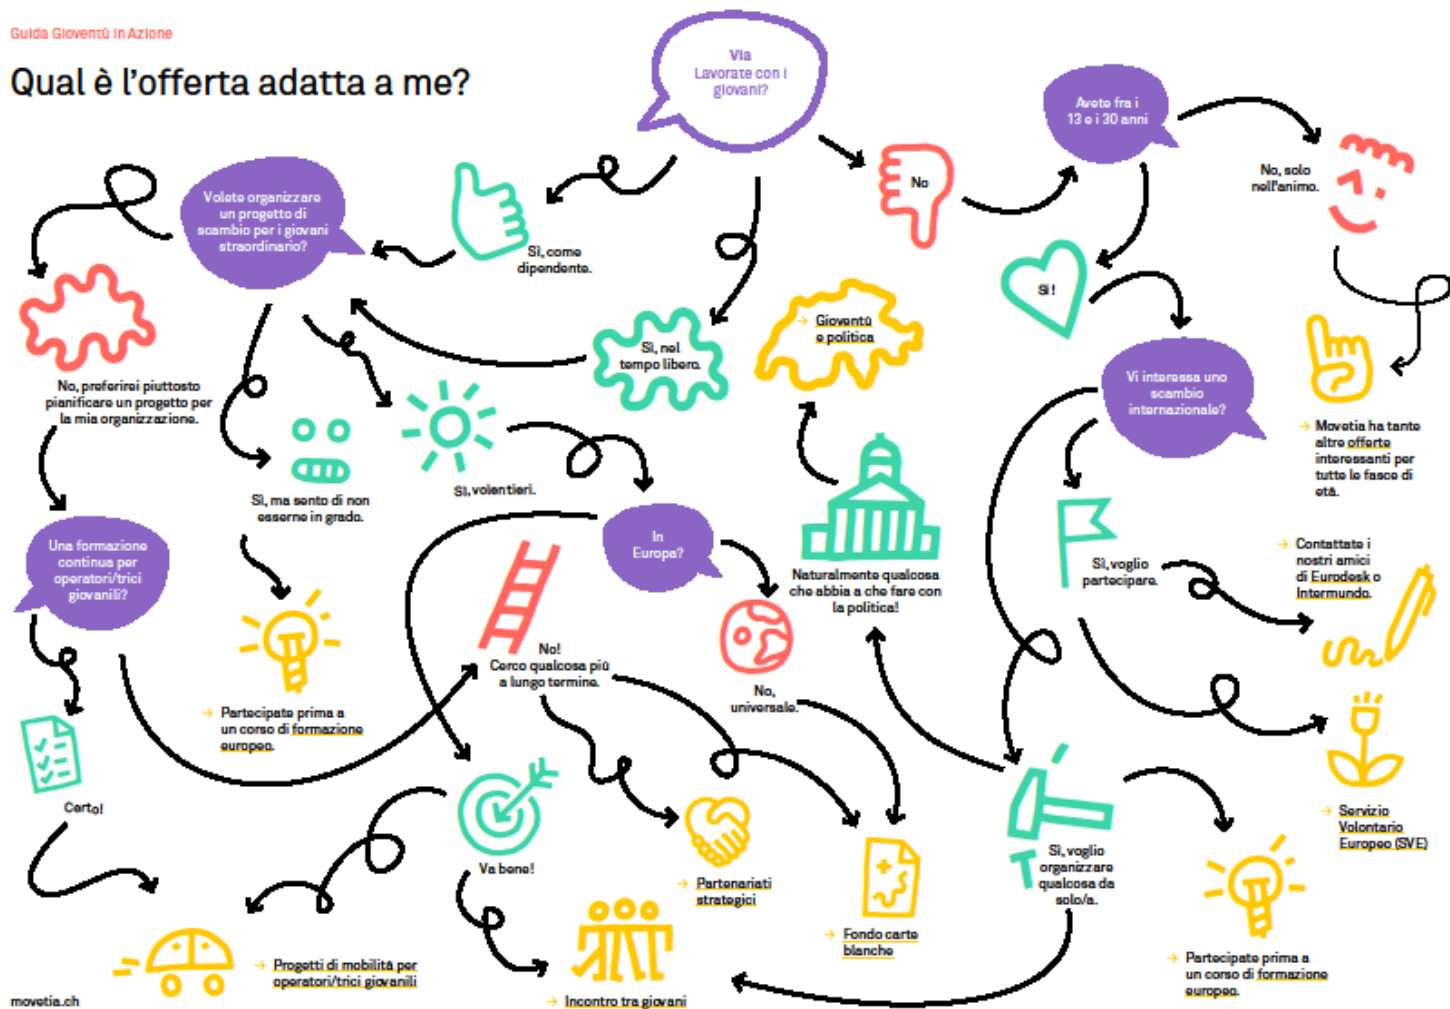 Guida Gioventù in Azione
Qual è l'offerta adatta a me?
Via
Lavorate con i
giovani?
Avete fra i
13 e i 30 anni
No
No, solo
nell'animo.
Volete organizzare
un progetto di
scambio per i giovani
straordinario?
Sì, come
dipendente.
Sì !
→ Gioventù
e politica
Sì, nel
tempo libero.
Vi interessa uno
scambio
internazionale?
No, preferirei piuttosto
pianificare un progetto per
la mia organizzazione.
→ Movetia ha tante
altre offerte
interessanti per
tutte le fasce di
età.
Sì, ma sento di non
esserne in grado.
Sì, volentieri.
In
Europa?
Una formazione
continua per
operatori/trici
giovanili?
Naturalmente qualcosa
che abbia a che fare con
la politica!
Sì, voglio
partecipare.
→ Contattate i
nostri amici
di Eurodesk o
Intermundo.
No!
Cerco qualcosa più
a lungo termine.
No,
universale.
→ Partecipate prima a
un corso di formazione
europeo.
Certo!
Va bene!
→ Servizio
Volontario
Europeo (SVE)
Sì, voglio
organizzare
qualcosa da
solo/a.
→ Partenariati
strategici
→ Fondo carte
blanche
→ Progetti di mobilità per
operatori/trici giovanili
→ Incontro tra giovani
→ Partecipate prima a
un corso di formazione
europeo.
movetia.ch